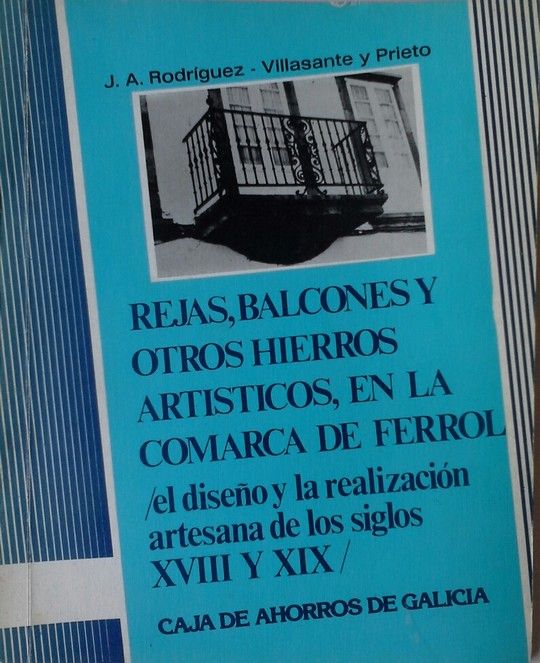 J. A. Rodríguez - Villasante y Prieto
REJAS, BALCONES Y
OTROS HIERROS
ARTISTICOS, EN LA
COMARCA DE FERROL
/el diseño y la realización
artesana de los siglos
XVIII Y XIX/
CAJA DE AHORROS DE GALICIA